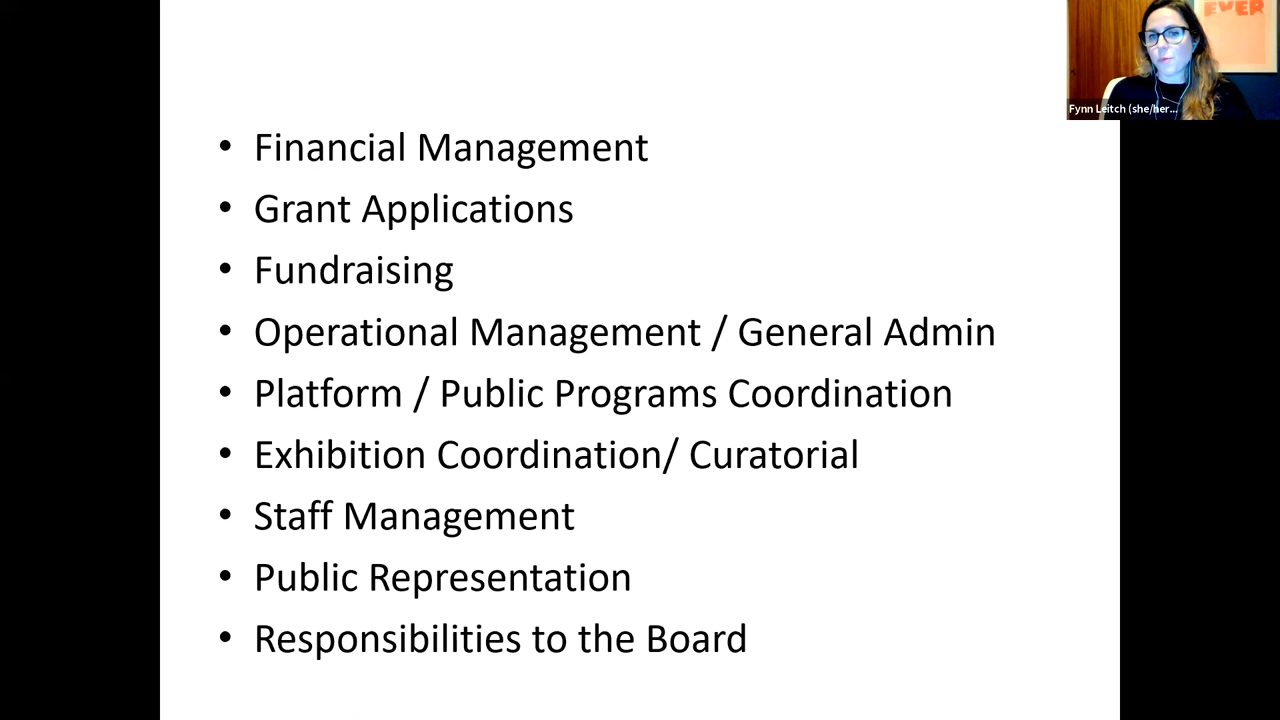 EVER
Fynn Leitch (she/her...
• Financial Management
• Grant Applications
• Fundraising
• Operational Management / General Admin
• Platform / Public Programs Coordination
• Exhibition Coordination/ Curatorial
• Staff Management
• Public Representation
• Responsibilities to the Board